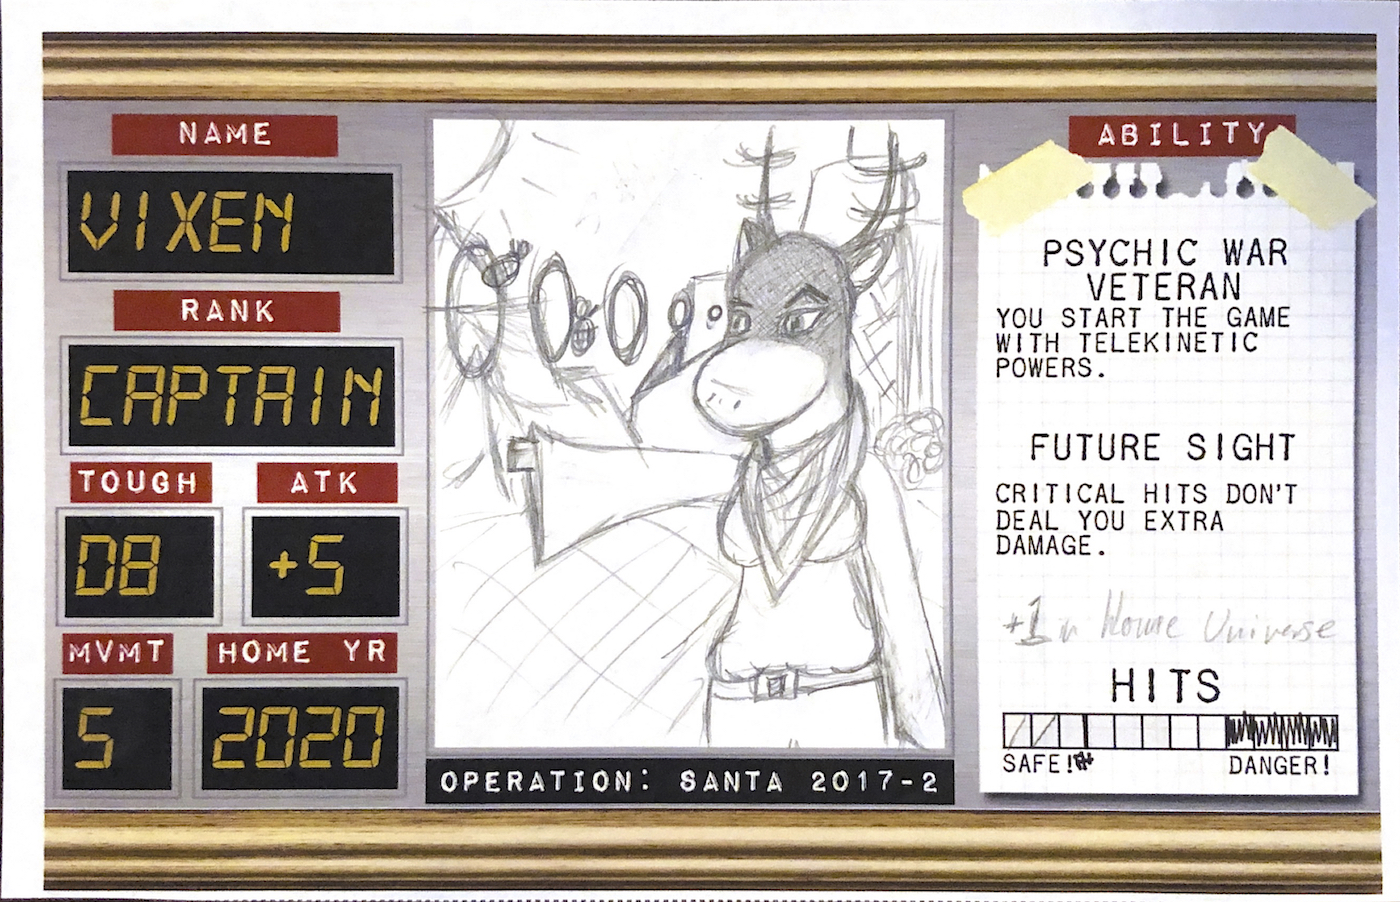 NAME
VIXEN
RANK
CAPTAIN
TOUGH
D8
ATK
+5
MVMT
5
HOME YR
2020
OPERATION: SANTA 2017-2
ABILITY
PSYCHIC WAR
VETERAN
YOU START THE GAME
WITH TELEKINETIC
POWERS.
FUTURE SIGHT
CRITICAL HITS DON'T
DEAL YOU EXTRA
DAMAGE.
+1 in Home Universe
HITS
SAFE!
DANGER!